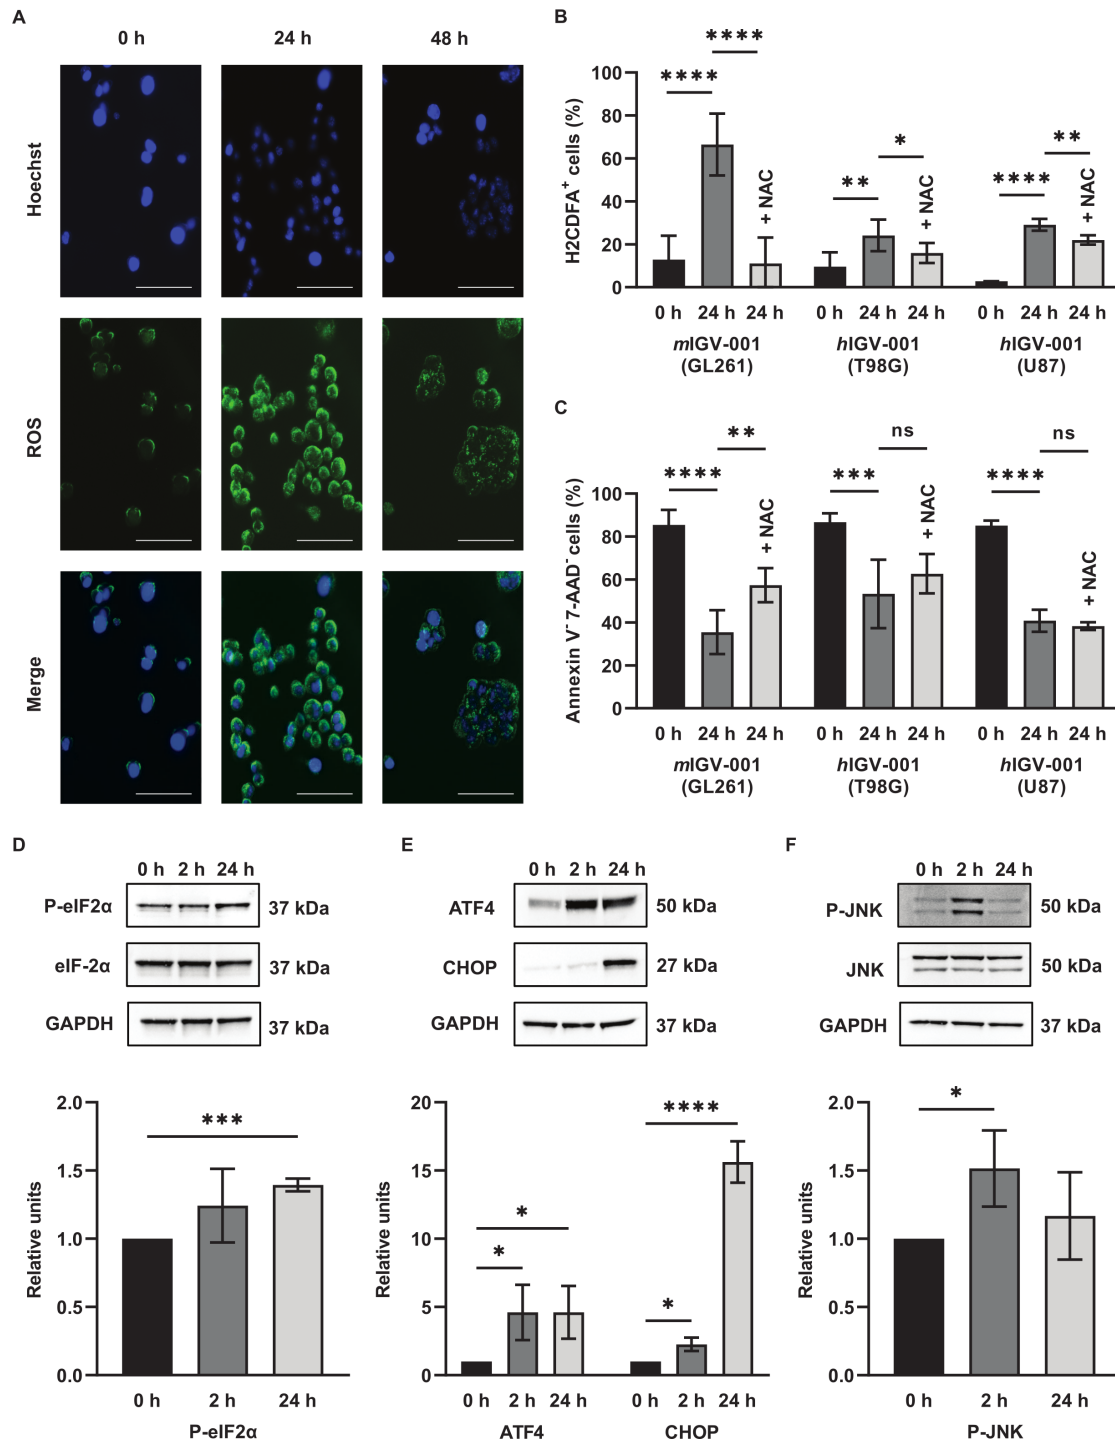 A
0 h
24 h
48 h
Hoechst
ROS
Merge
B
H2CDFA⁺ cells (%)
100
80
60
40
20
0
****
****
**
*
****
**
+ NAC
+ NAC
0 h 24 h 24 h
0 h 24 h 24 h
0 h 24 h 24 h
mIGV-001
(GL261)
hIGV-001
(T98G)
hIGV-001
(U87)
C
Annexin V⁻ 7-AAD⁻ cells (%)
100
80
60
40
20
0
****
**
***
ns
****
ns
+ NAC
+ NAC
+ NAC
0 h 24 h 24 h
0 h 24 h 24 h
0 h 24 h 24 h
mIGV-001
(GL261)
hIGV-001
(T98G)
hIGV-001
(U87)
D
0 h 2 h 24 h
P-eIF2α 37 kDa
eIF-2α 37 kDa
GAPDH 37 kDa
Relative units
2.0
1.5
1.0
0.5
0.0
***
0 h 2 h 24 h
P-eIF2α
E
0 h 2 h 24 h
ATF4 50 kDa
CHOP 27 kDa
GAPDH 37 kDa
Relative units
20
15
10
5
0
*
*
*
****
0 h 2 h 24 h
0 h 2 h 24 h
ATF4
CHOP
F
0 h 2 h 24 h
P-JNK 50 kDa
JNK 50 kDa
GAPDH 37 kDa
Relative units
2.0
1.5
1.0
0.5
0.0
*
0 h 2 h 24 h
P-JNK